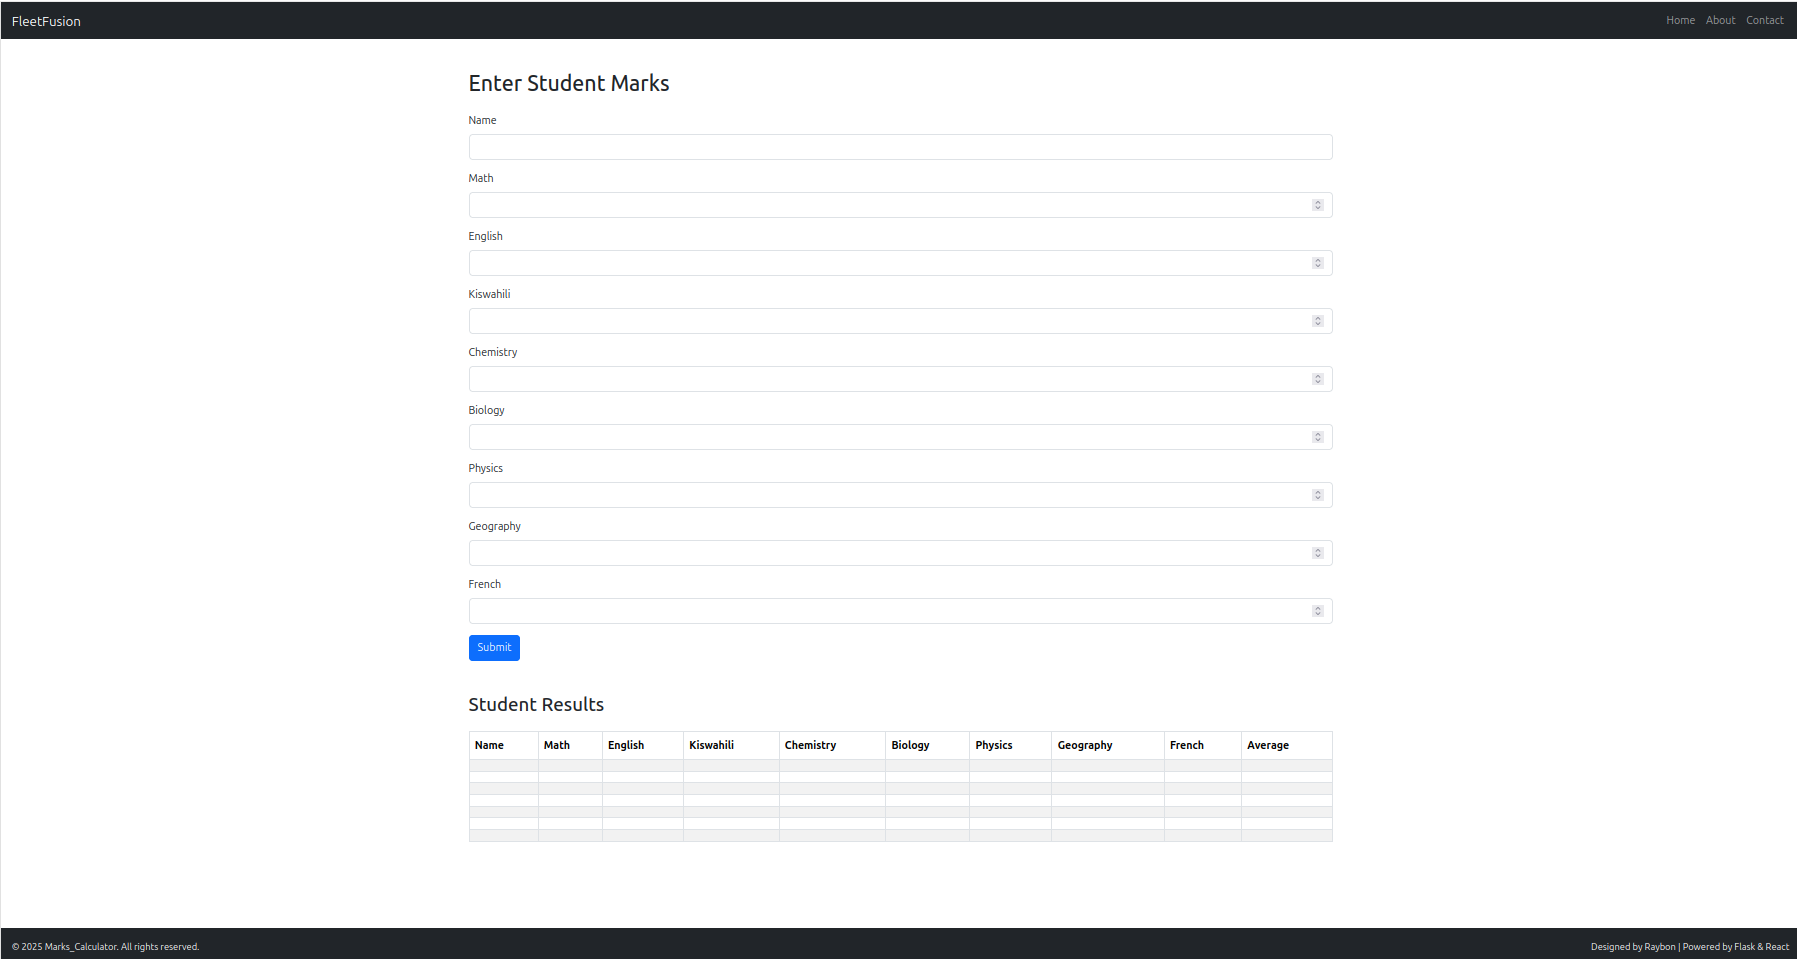 FleetFusion Home About Contact
Enter Student Marks
Name
Math
English
Kiswahili
Chemistry
Biology
Physics
Geography
French
Submit
Student Results
Name Math English Kiswahili Chemistry Biology Physics Geography French Average
© 2025 Marks_Calculator. All rights reserved. Designed by Raybon | Powered by Flask & React